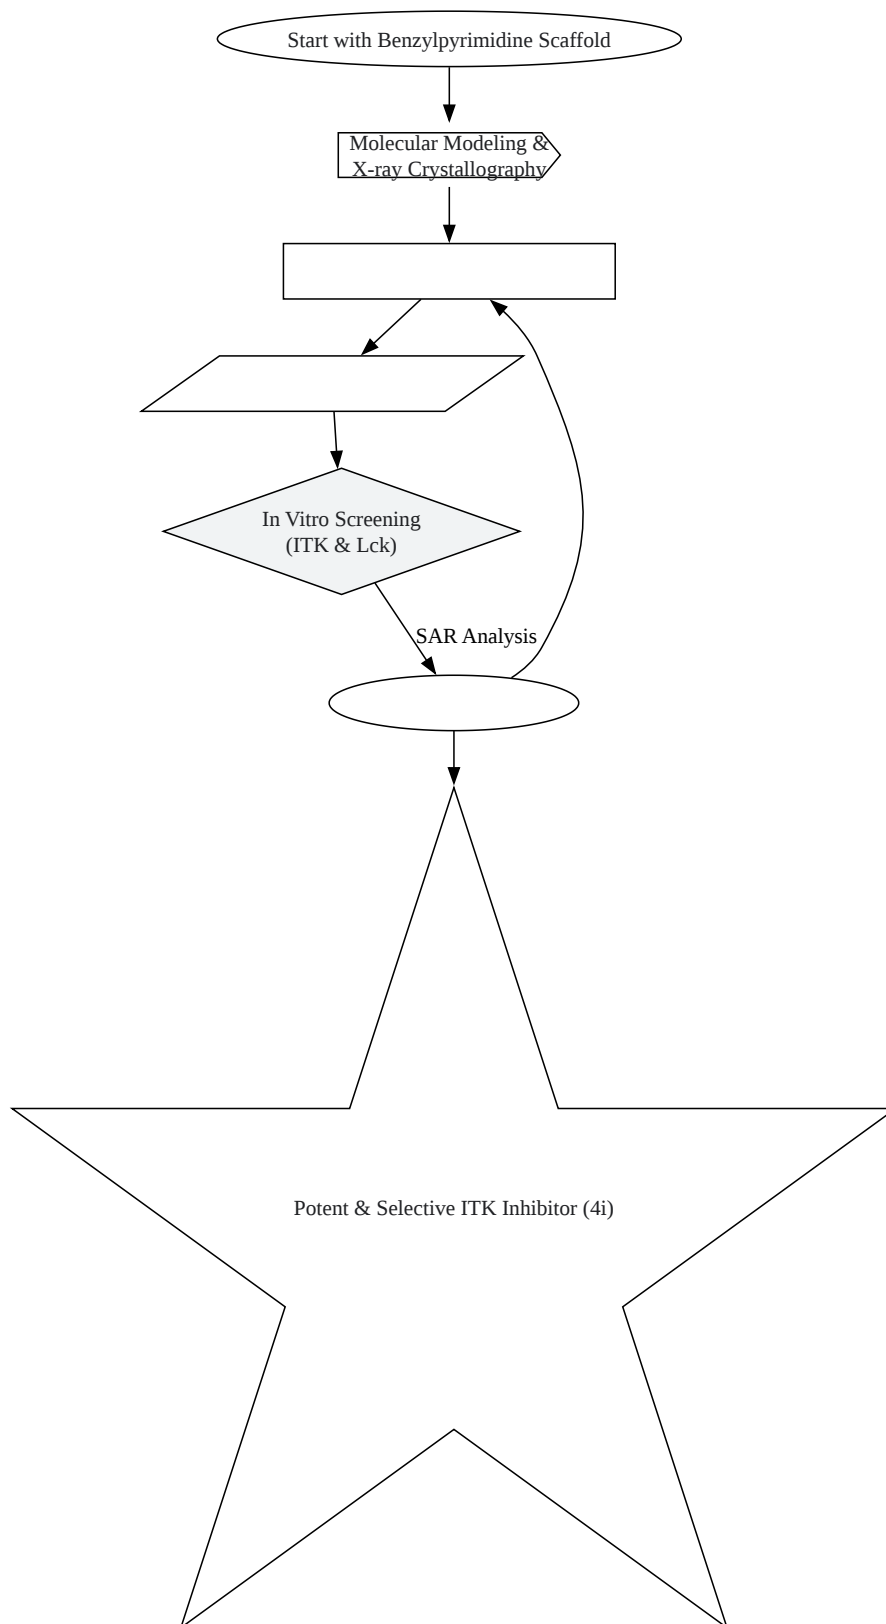 Start with Benzylpyrimidine Scaffold
Molecular Modeling &
X-ray Crystallography
In Vitro Screening
(ITK & Lck)
SAR Analysis
Potent & Selective ITK Inhibitor (4i)